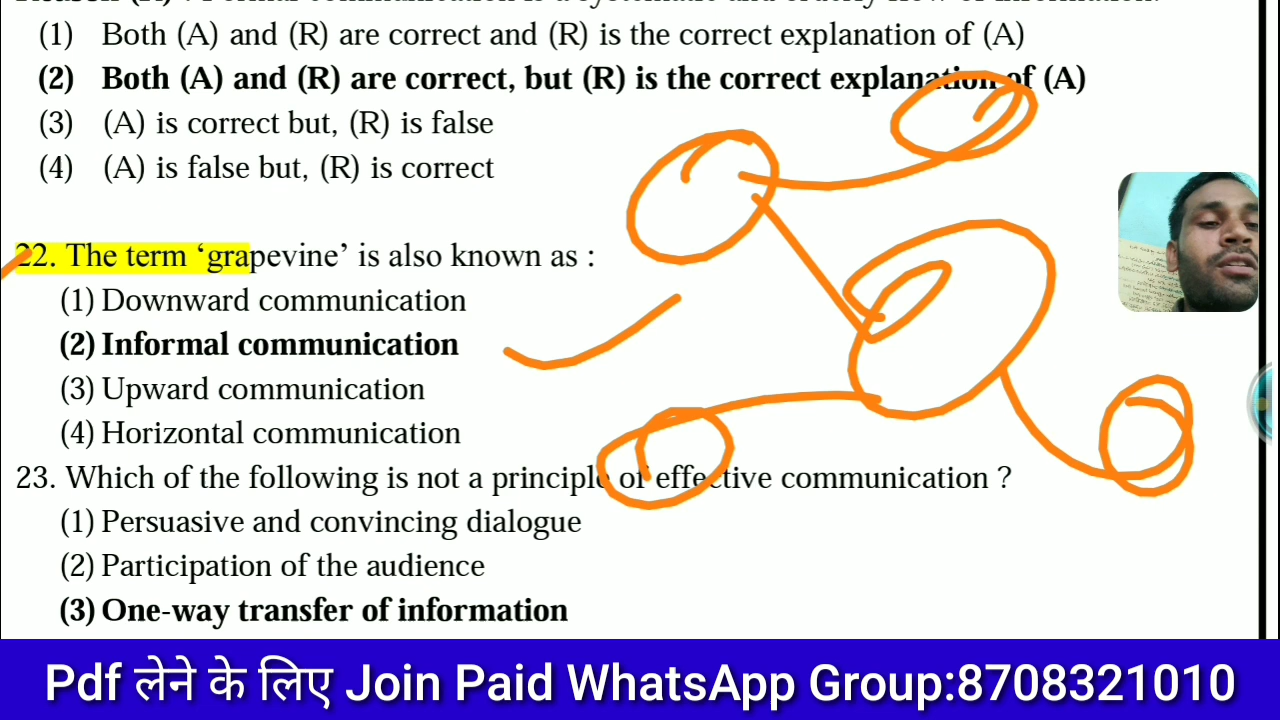 (1) Both (A) and (R) are correct and (R) is the correct explanation of (A)
(2) Both (A) and (R) are correct, but (R) is the correct explanation of (A)
(3) (A) is correct but, (R) is false
(4) (A) is false but, (R) is correct
22. The term ‘grapevine’ is also known as :
(1) Downward communication
(2) Informal communication
(3) Upward communication
(4) Horizontal communication
23. Which of the following is not a principle of effective communication ?
(1) Persuasive and convincing dialogue
(2) Participation of the audience
(3) One-way transfer of information
Pdf लेने के लिए Join Paid WhatsApp Group:8708321010